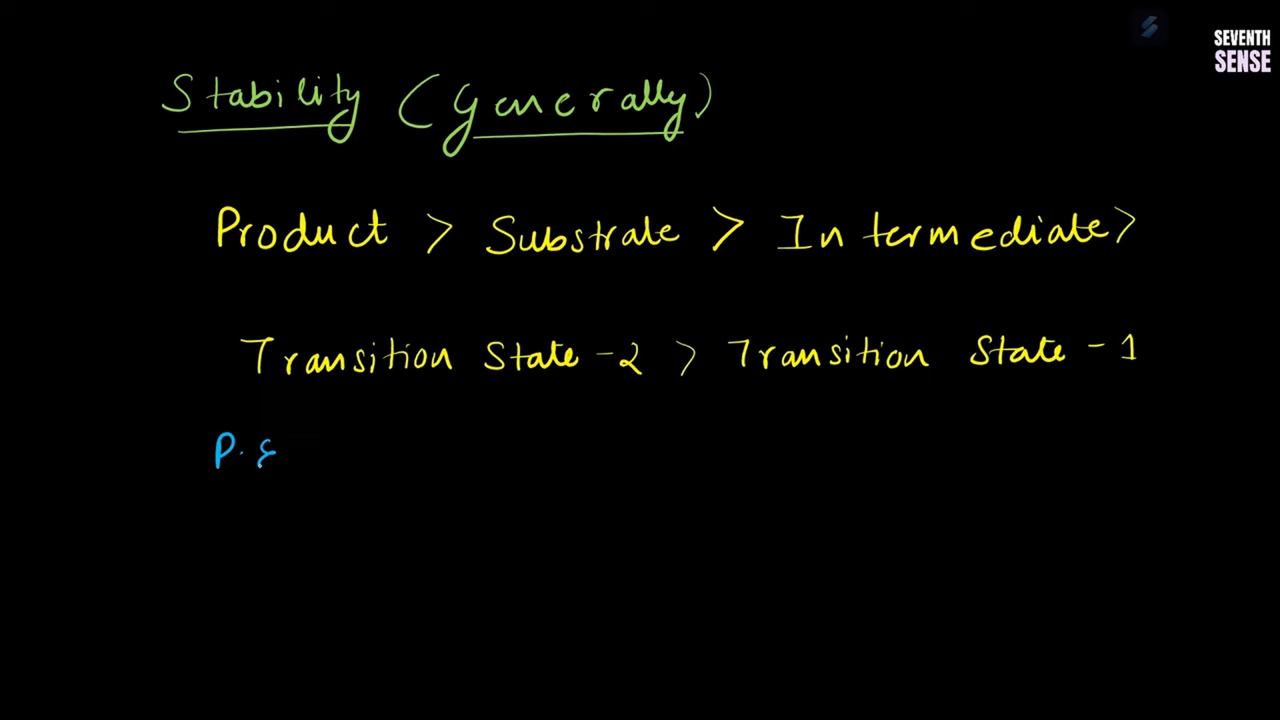 SEVENTH
SENSE
Stability (Generally)
Product > Substrate > Intermediate >
Transition State - 2 > Transition State - 1
P. E